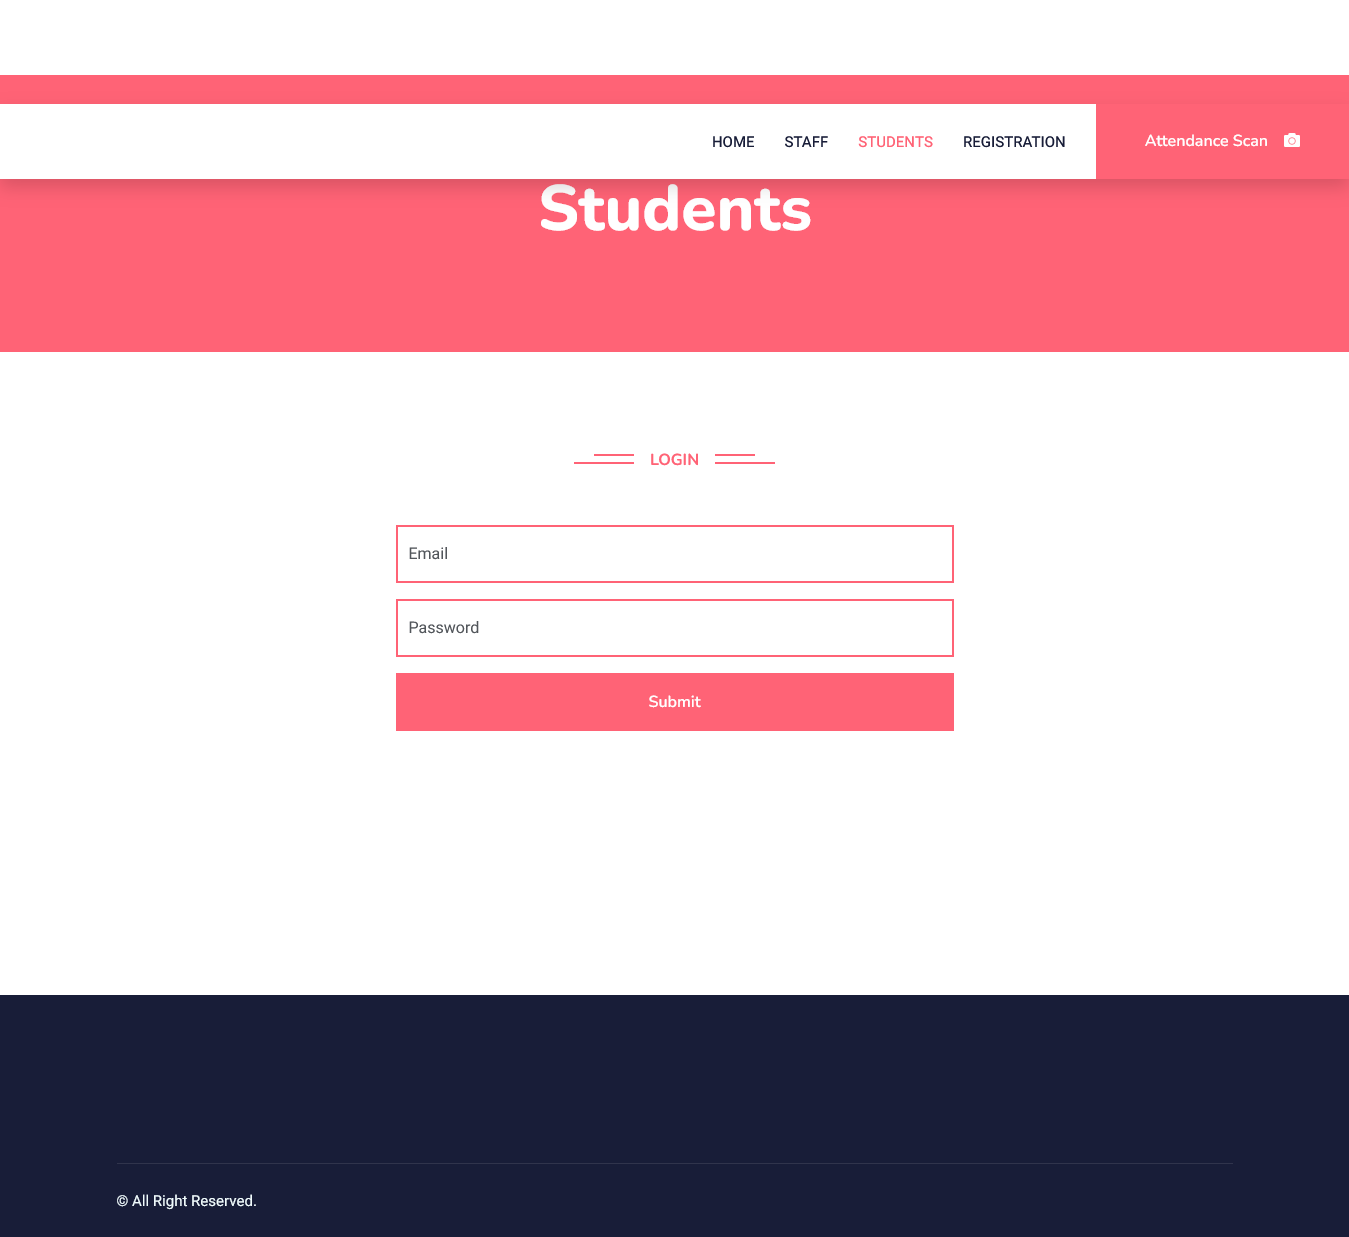 HOME STAFF STUDENTS REGISTRATION Attendance Scan
Students
LOGIN
Email
Password
Submit
© All Right Reserved.